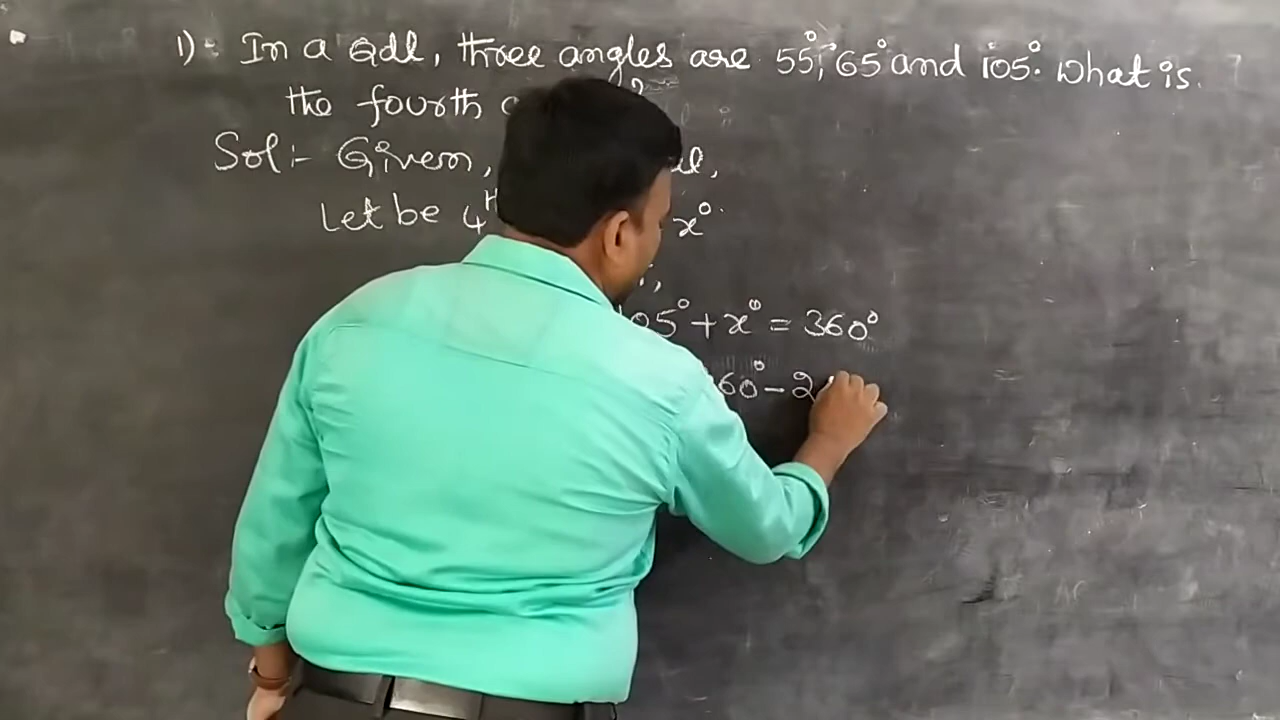 1) :- In a Qdl, three angles are 55°, 65° and 105°. What is
the fourth
Sol:- Given,
Let be 4 x°.
105° + x° = 360°
60° - 2